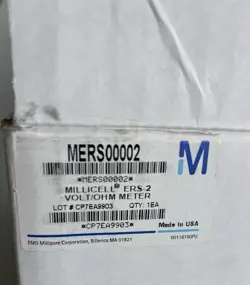 MERS00002
*MERS00002*
MILLICELL® ERS-2
VOLT/OHM METER
LOT # CP7EA9903 QTY: 1EA
*CP7EA9903*
Made In USA
EMD Millipore Corporation, Billerica MA 01821
00116190PU
M